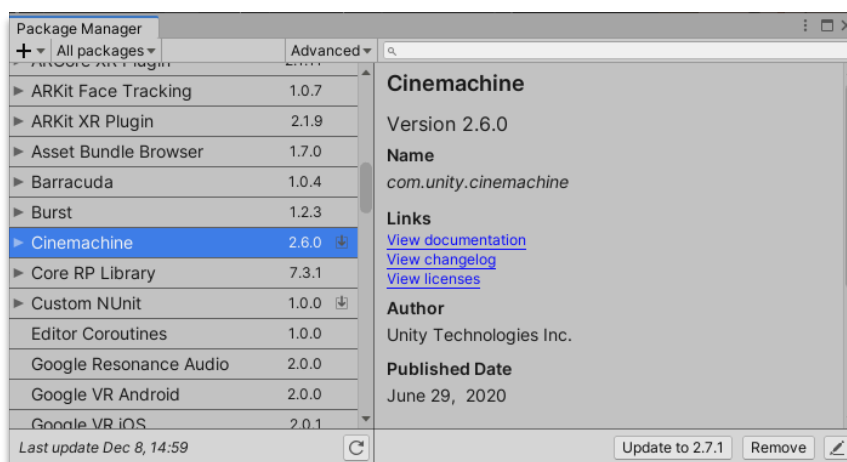 Package Manager
All packages
Advanced
ARCore XR Plugin
ARKit Face Tracking 1.0.7
ARKit XR Plugin 2.1.9
Asset Bundle Browser 1.7.0
Barracuda 1.0.4
Burst 1.2.3
Cinemachine 2.6.0
Core RP Library 7.3.1
Custom NUnit 1.0.0
Editor Coroutines 1.0.0
Google Resonance Audio 2.0.0
Google VR Android 2.0.0
Google VR iOS 2.0.1
Last update Dec 8, 14:59
Cinemachine
Version 2.6.0
Name
com.unity.cinemachine
Links
View documentation
View changelog
View licenses
Author
Unity Technologies Inc.
Published Date
June 29, 2020
Update to 2.7.1
Remove